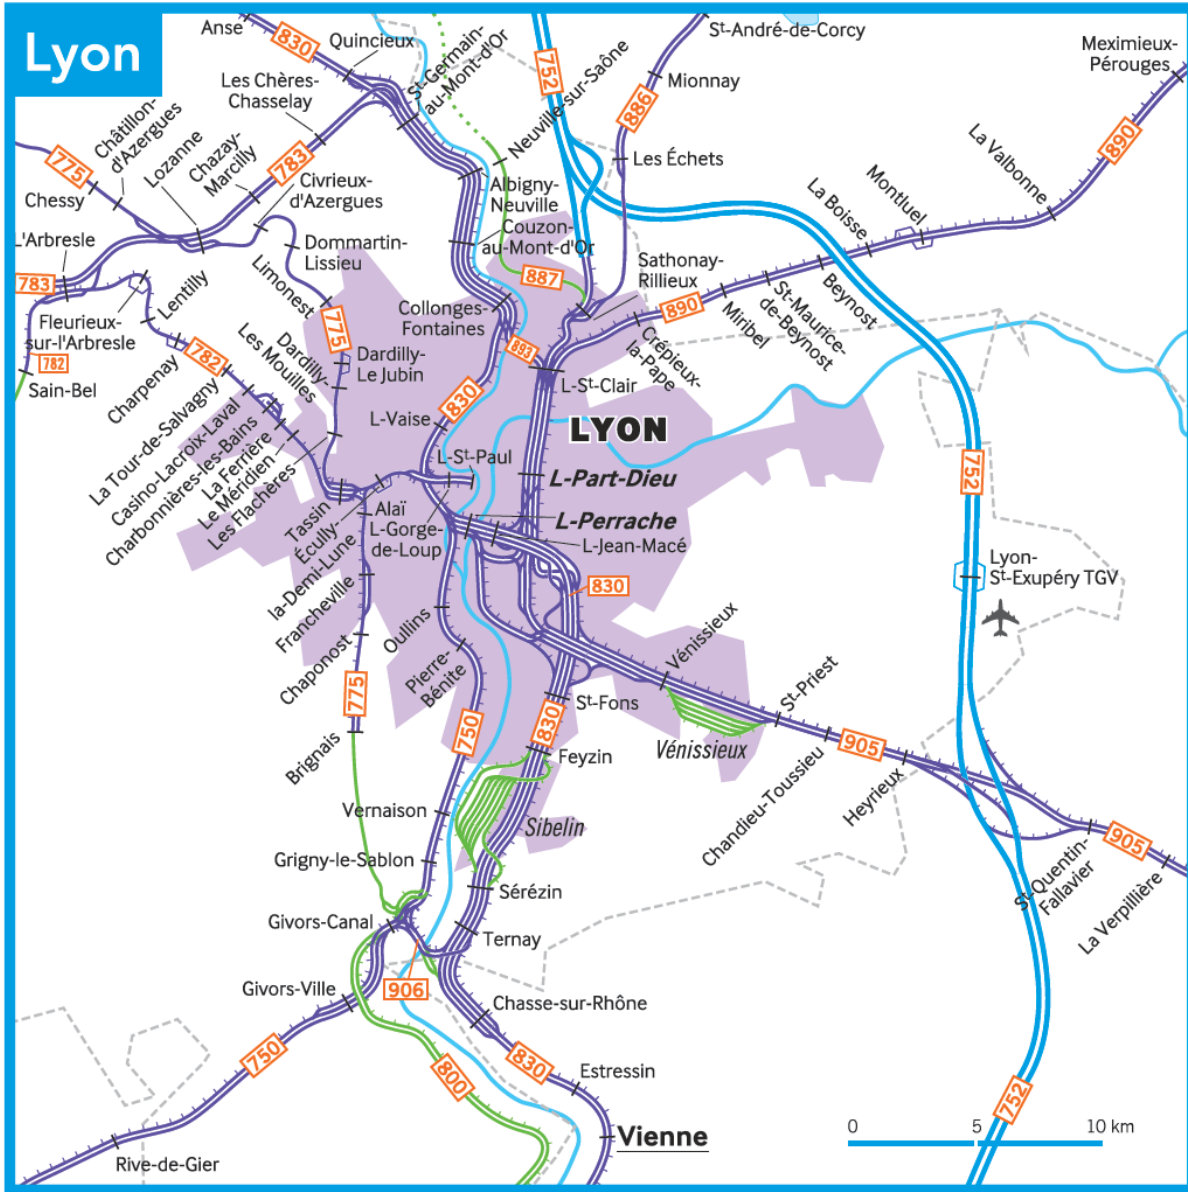 Lyon
Anse
830
Quincieux
St-Germain-
au-Mont-d'Or
752
Neuville-sur-Saône
St-André-de-Corcy
Mionnay
886
Meximieux-
Pérouges
Les Chères-
Chasselay
Châtillon-
d'Azergues
Lozanne
Chazay-
Marcilly
783
775
Chessy
Civrieux-
d'Azergues
Les Échets
Albigny-
Neuville
890
La Valbonne
Montluel
La Boisse
L'Arbresle
Couzon-
au-Mont-d'Or
Dommartin-
Lissieu
Limonest
887
Sathonay-
Rillieux
783
Lentilly
Fleurieux-
sur-l'Arbresle
782
Sain-Bel
Collonges-
Fontaines
775
890
Miribel
St-Maurice-
de-Beynost
Beynost
893
Crépieux-
la-Pape
782
Charpenay
Dardilly-
Les Mouilles
Dardilly-
Le Jubin
830
L-St-Clair
La Tour-de-Salvagny
Casino-Lacroix-Laval
Charbonnières-les-Bains
La Ferrière
Le Méridien
Les Flachères
L-Vaise
LYON
L-St-Paul
L-Part-Dieu
752
Tassin
Écully-
la-Demi-Lune
Alaï
L-Gorge-
de-Loup
L-Perrache
L-Jean-Macé
830
Lyon-
St-Exupéry TGV
Francheville
Chaponost
Oullins
Pierre-
Bénite
Vénissieux
St-Priest
775
750
830
St-Fons
Vénissieux
905
Brignais
Feyzin
Chandieu-Toussieu
Heyrieux
Vernaison
Sibelin
905
St-Quentin-
Fallavier
La Verpillière
Grigny-le-Sablon
Sérézin
Givors-Canal
Ternay
906
Givors-Ville
Chasse-sur-Rhône
750
800
830
Estressin
752
Vienne
0 5 10 km
Rive-de-Gier